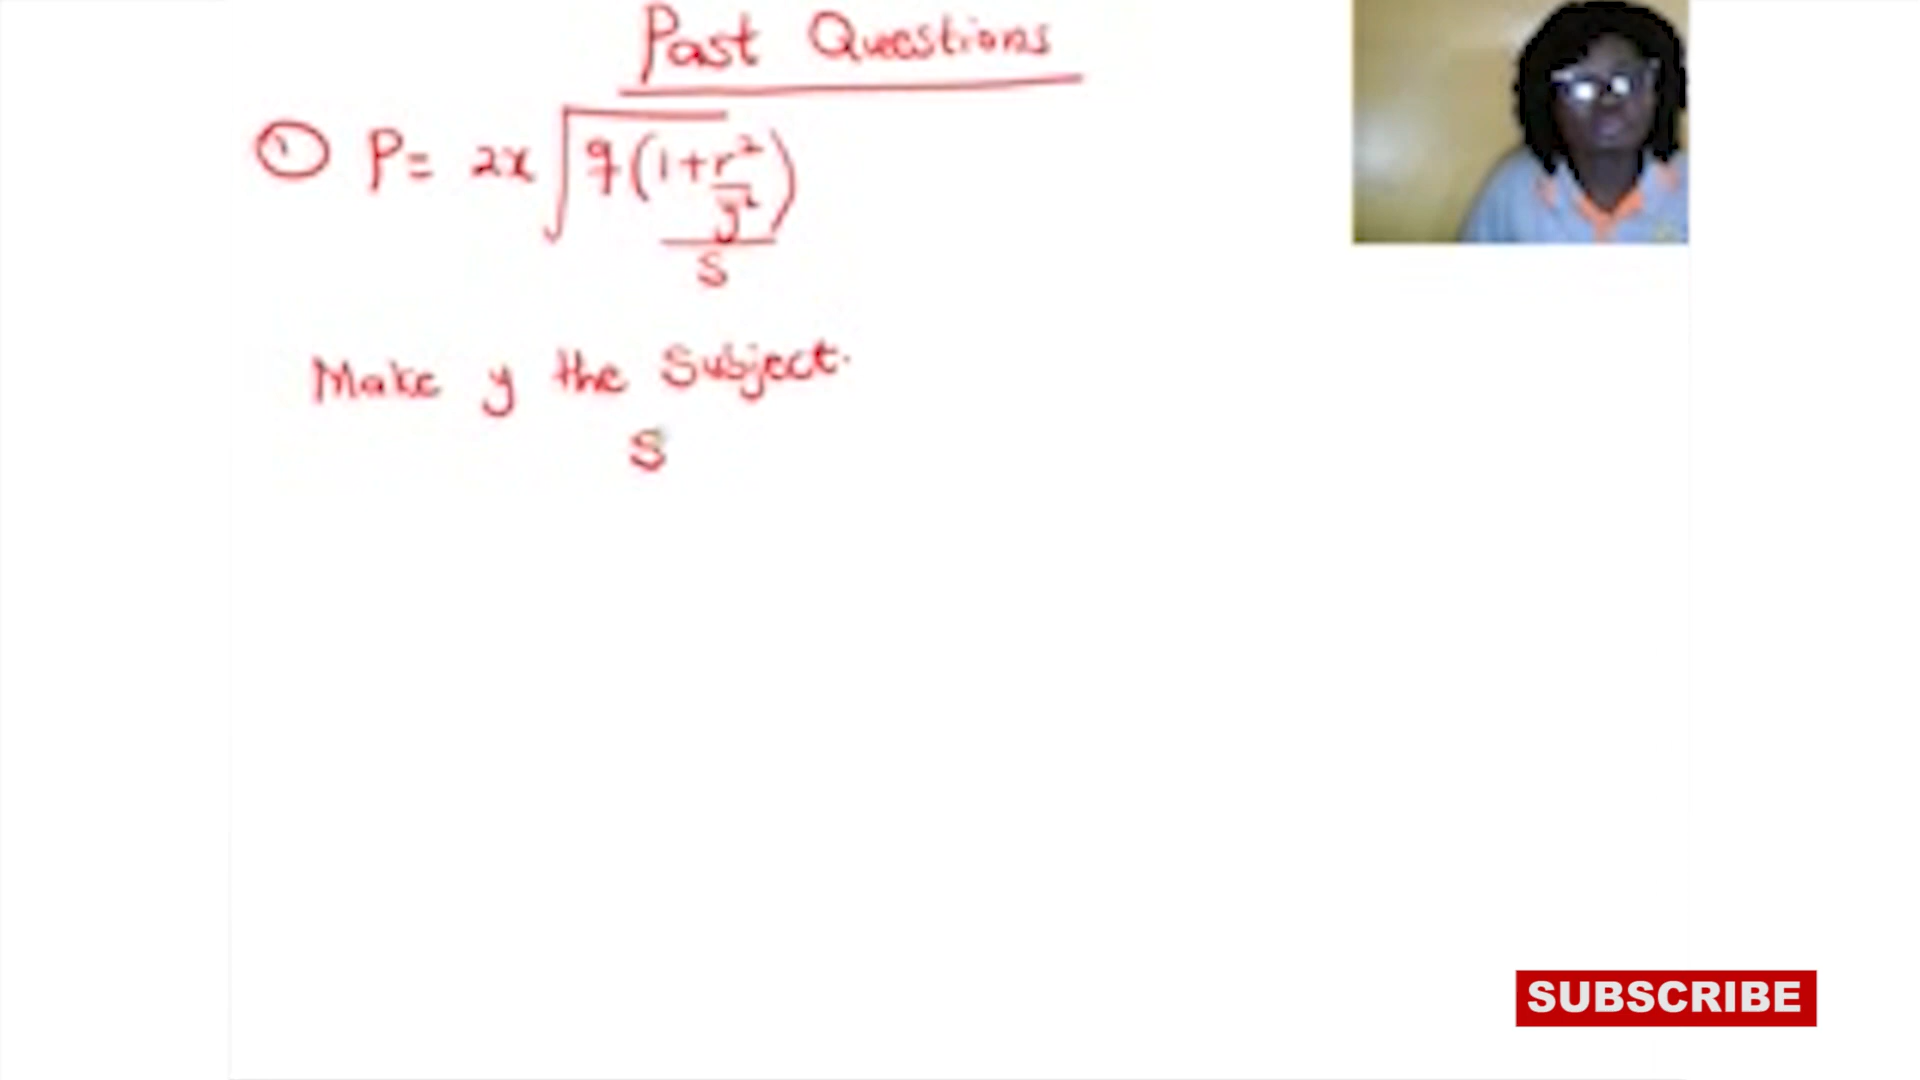 Past Questions
① P = 2x √ q(1+r²/y²)/s
Make y the Subject.
S
SUBSCRIBE